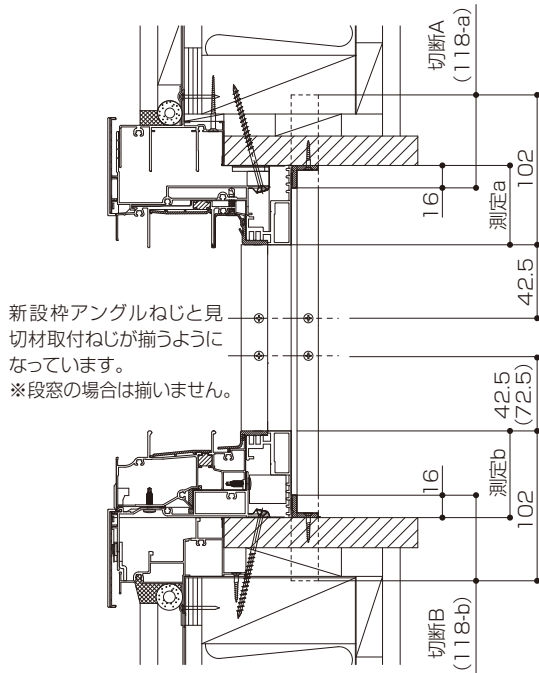 切断A
(118-a)
102
16
測定a
42.5
新設枠アングルねじと見
切材取付ねじが揃うように
なっています。
※段窓の場合は揃いません。
42.5
(72.5)
16
測定b
102
切断B
(118-b)